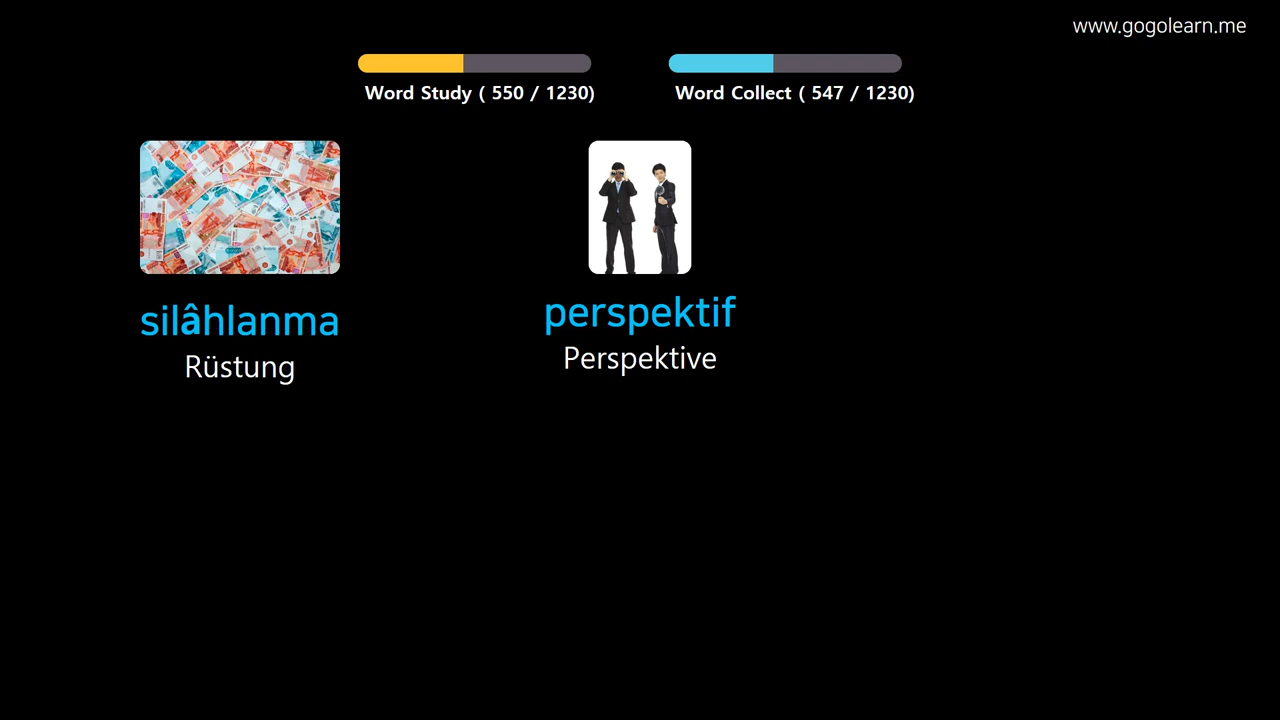 www.gogolearn.me
Word Study ( 550 / 1230)
Word Collect ( 547 / 1230)
silâhlanma
Rüstung
perspektif
Perspektive